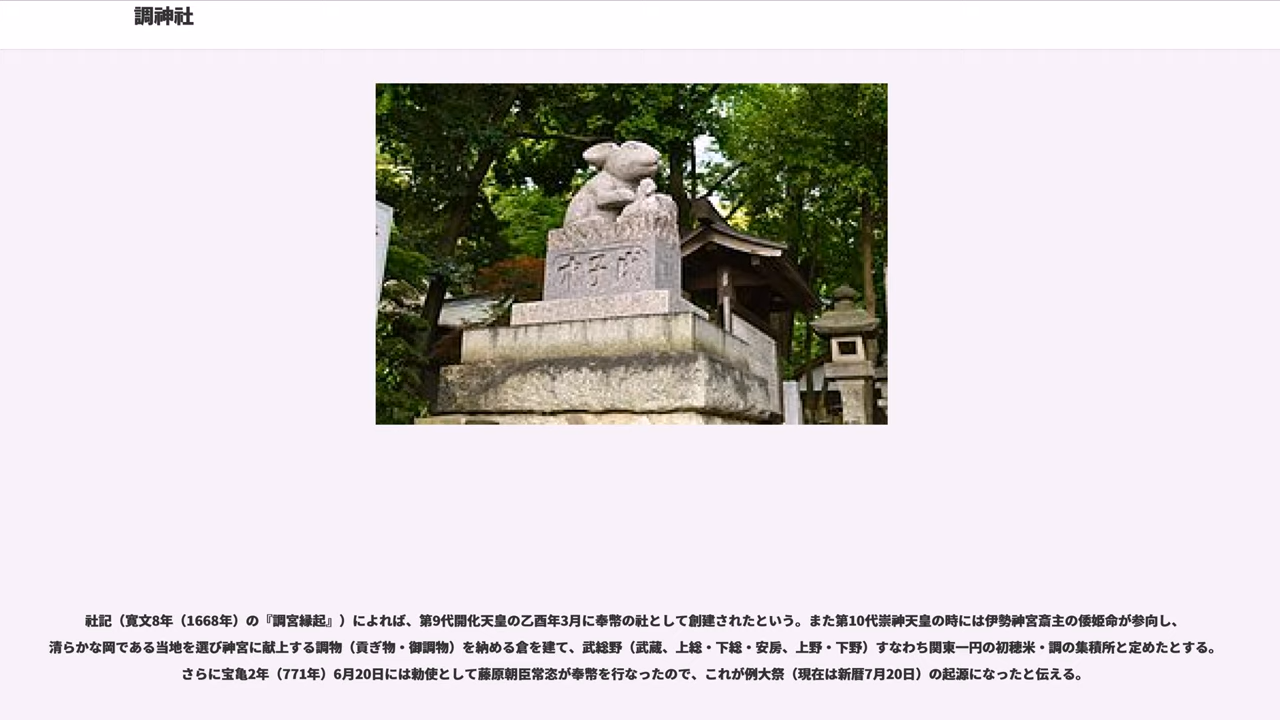 調神社
社記（寛文8年（1668年）の『調宮縁起』）によれば、第9代開化天皇の乙酉年3月に奉幣の社として創建されたという。また第10代崇神天皇の時には伊勢神宮斎主の倭姫命が参向し、
清らかな岡である当地を選び神宮に献上する調物（貢ぎ物・御調物）を納める倉を建て、武総野（武蔵、上総・下総・安房、上野・下野）すなわち関東一円の初穂米・調の集積所と定めたとする。
さらに宝亀2年（771年）6月20日には勅使として藤原朝臣常恣が奉幣を行なったので、これが例大祭（現在は新暦7月20日）の起源になったと伝える。